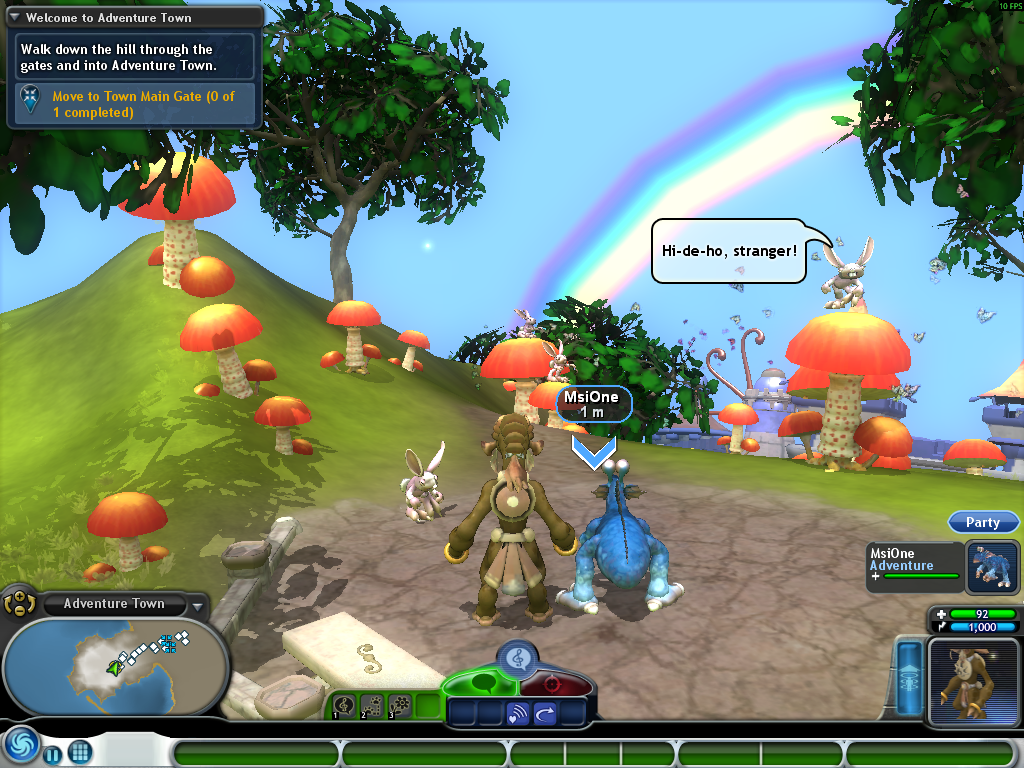 10 FPS
Welcome to Adventure Town
Walk down the hill through the
gates and into Adventure Town.
Move to Town Main Gate (0 of
1 completed)
Hi-de-ho, stranger!
MsiOne
1 m
Party
MsiOne
Adventure
92
1,000
Adventure Town
1 2 3